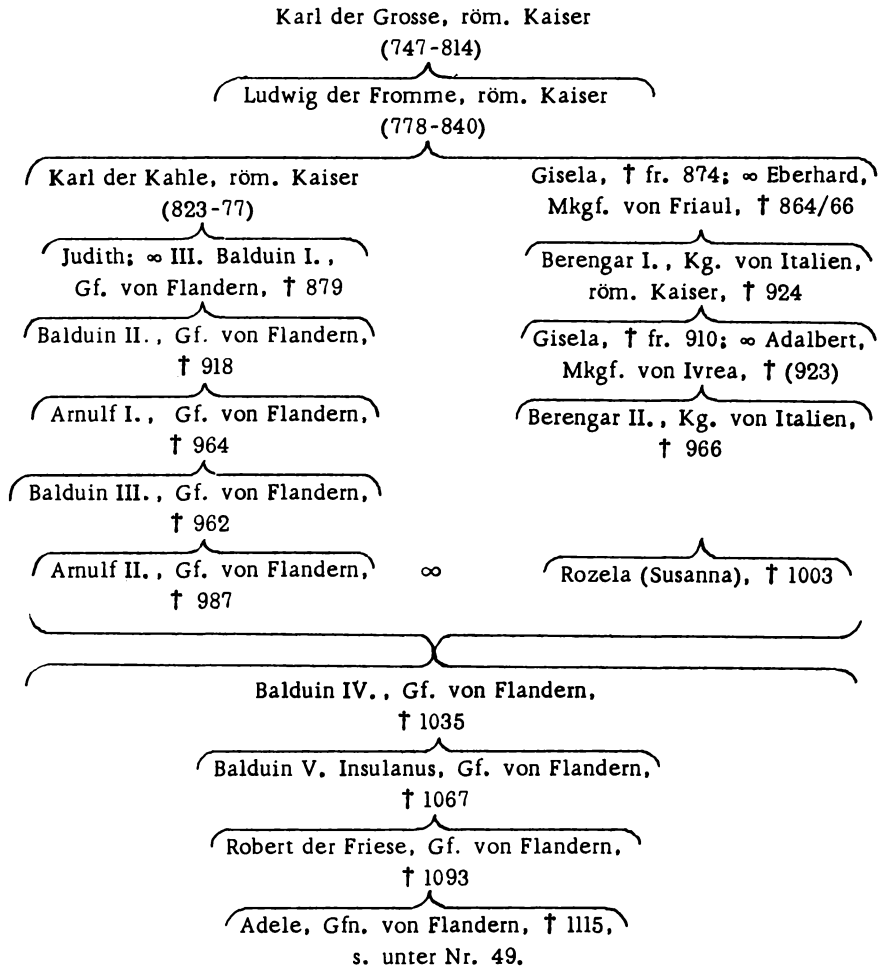 Karl der Grosse, röm. Kaiser
(747-814)
Ludwig der Fromme, röm. Kaiser
(778-840)
Karl der Kahle, röm. Kaiser
(823-77)
Judith; ∞ III. Balduin I.,
Gf. von Flandern, † 879
Balduin II., Gf. von Flandern,
† 918
Arnulf I., Gf. von Flandern,
† 964
Balduin III., Gf. von Flandern,
† 962
Arnulf II., Gf. von Flandern,
† 987
∞
Gisela, † fr. 874; ∞ Eberhard,
Mkgf. von Friaul, † 864/66
Berengar I., Kg. von Italien,
röm. Kaiser, † 924
Gisela, † fr. 910; ∞ Adalbert,
Mkgf. von Ivrea, † (923)
Berengar II., Kg. von Italien,
† 966
Rozela (Susanna), † 1003
Balduin IV., Gf. von Flandern,
† 1035
Balduin V. Insulanus, Gf. von Flandern,
† 1067
Robert der Friese, Gf. von Flandern,
† 1093
Adele, Gfn. von Flandern, † 1115,
s. unter Nr. 49.